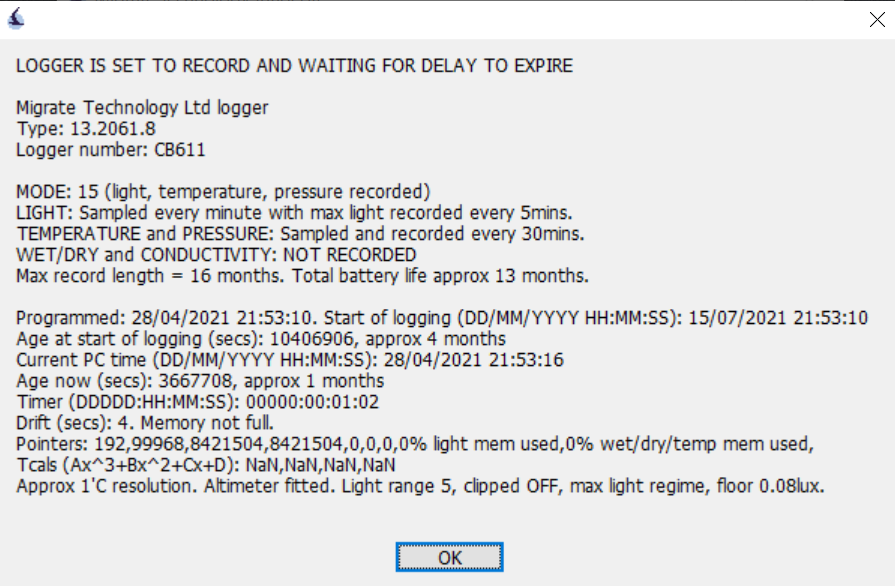 LOGGER IS SET TO RECORD AND WAITING FOR DELAY TO EXPIRE
Migrate Technology Ltd logger
Type: 13.2061.8
Logger number: CB611
MODE: 15 (light, temperature, pressure recorded)
LIGHT: Sampled every minute with max light recorded every 5mins.
TEMPERATURE and PRESSURE: Sampled and recorded every 30mins.
WET/DRY and CONDUCTIVITY: NOT RECORDED
Max record length = 16 months. Total battery life approx 13 months.
Programmed: 28/04/2021 21:53:10. Start of logging (DD/MM/YYYY HH:MM:SS): 15/07/2021 21:53:10
Age at start of logging (secs): 10406906, approx 4 months
Current PC time (DD/MM/YYYY HH:MM:SS): 28/04/2021 21:53:16
Age now (secs): 3667708, approx 1 months
Timer (DDDDD:HH:MM:SS): 00000:00:01:02
Drift (secs): 4. Memory not full.
Pointers: 192,99968,8421504,8421504,0,0,0,0% light mem used,0% wet/dry/temp mem used,
Tcals (Ax^3+Bx^2+Cx+D): NaN,NaN,NaN,NaN
Approx 1'C resolution. Altimeter fitted. Light range 5, clipped OFF, max light regime, floor 0.08lux.
OK